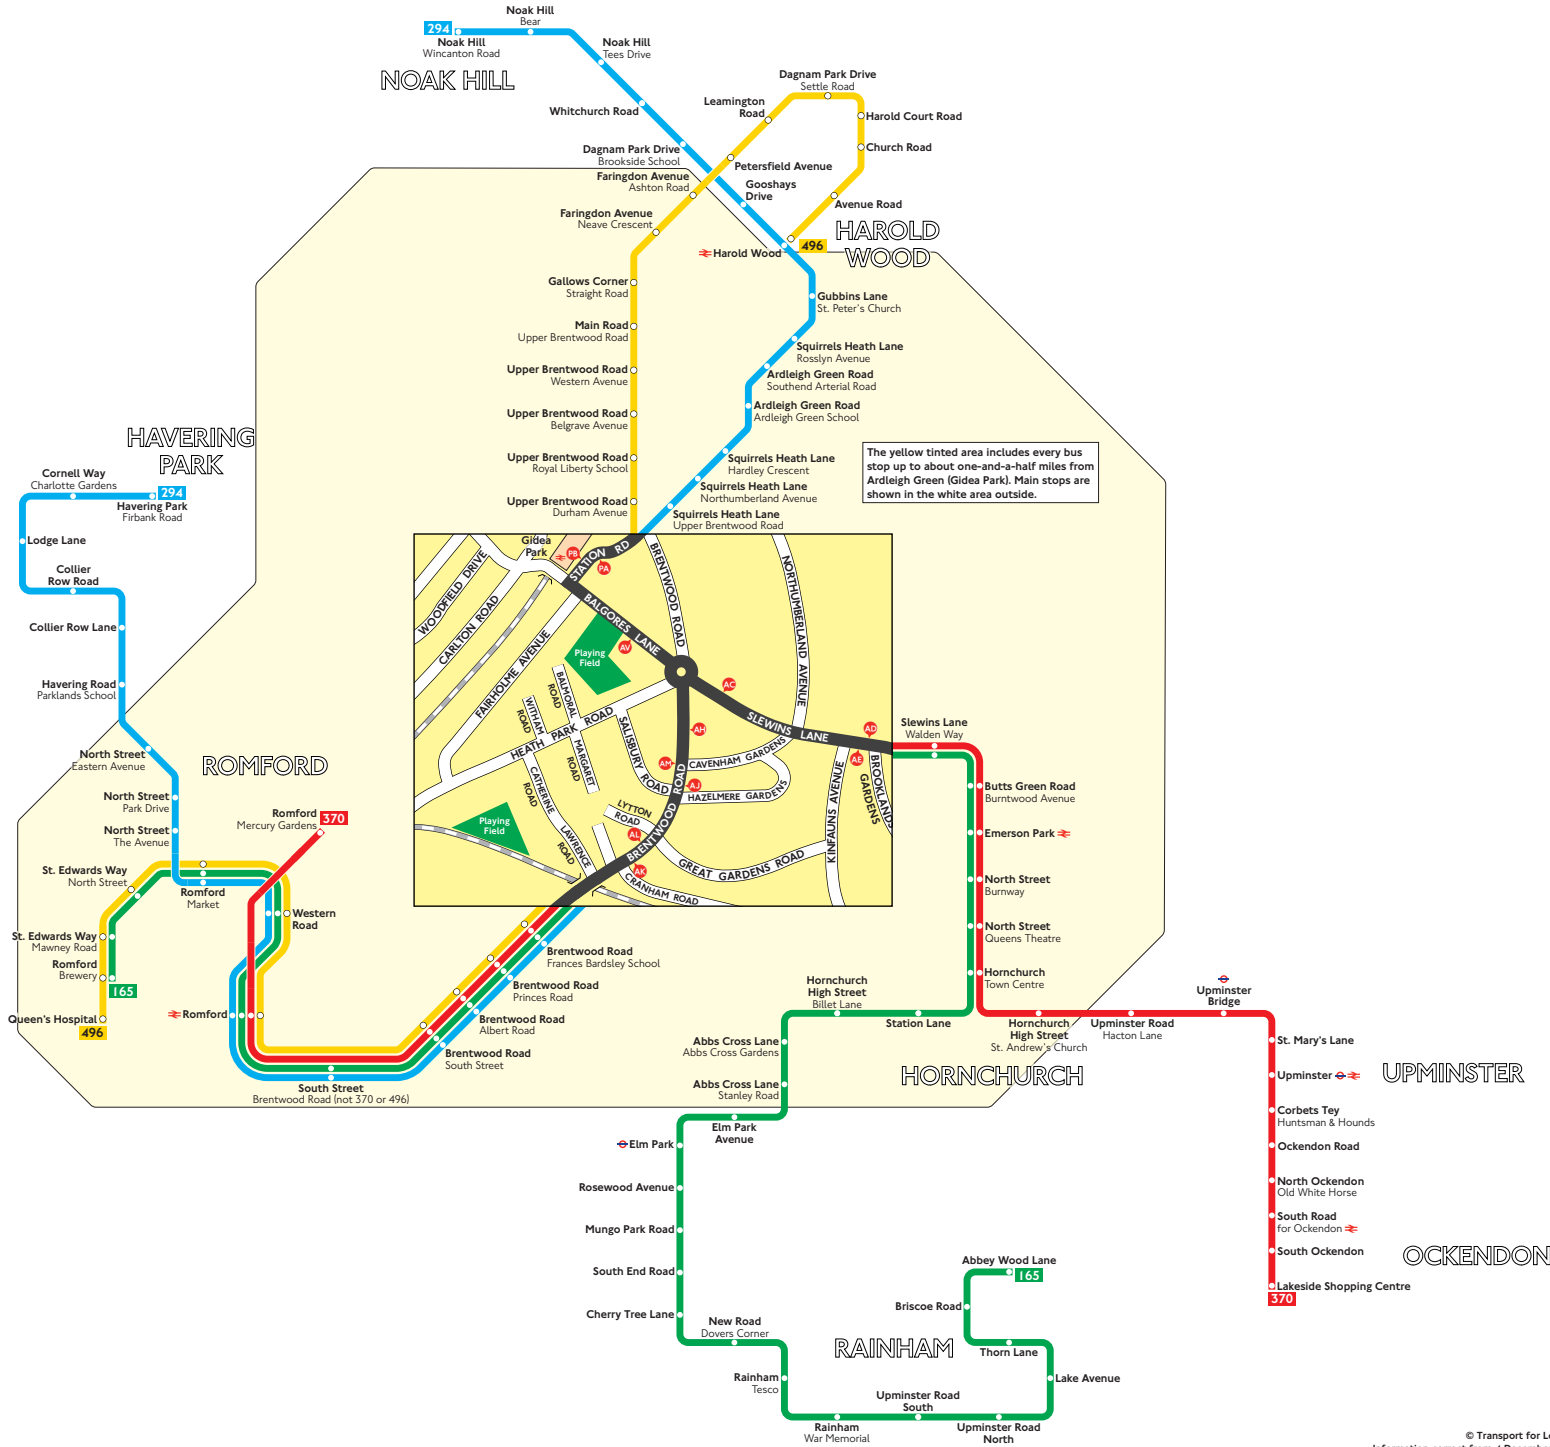 Noak Hill
Bear
294
Noak Hill
Wincanton Road
NOAK HILL
Noak Hill
Tees Drive
Whitchurch Road
Dagnam Park Drive
Brookside School
Gooshays
Drive
Dagnam Park Drive
Settle Road
Leamington
Road
Harold Court Road
Church Road
Petersfield Avenue
Faringdon Avenue
Ashton Road
Avenue Road
Faringdon Avenue
Neave Crescent
HAROLD
WOOD
496
Harold Wood
Gallows Corner
Straight Road
Gubbins Lane
St. Peter's Church
Main Road
Upper Brentwood Road
Squirrels Heath Lane
Rosslyn Avenue
Upper Brentwood Road
Western Avenue
Ardleigh Green Road
Southend Arterial Road
Upper Brentwood Road
Belgrave Avenue
Ardleigh Green Road
Ardleigh Green School
Upper Brentwood Road
Royal Liberty School
Squirrels Heath Lane
Hardley Crescent
Upper Brentwood Road
Durham Avenue
Squirrels Heath Lane
Northumberland Avenue
Squirrels Heath Lane
Upper Brentwood Road
The yellow tinted area includes every bus
stop up to about one-and-a-half miles from
Ardleigh Green (Gidea Park). Main stops are
shown in the white area outside.
HAVERING
PARK
Cornell Way
Charlotte Gardens
294
Havering Park
Firbank Road
Lodge Lane
Collier
Row Road
Collier Row Lane
Havering Road
Parklands School
North Street
Eastern Avenue
North Street
Park Drive
North Street
The Avenue
ROMFORD
Romford
Mercury Gardens
370
St. Edwards Way
North Street
Romford
Market
Western
Road
St. Edwards Way
Mawney Road
Romford
Brewery
165
Queen's Hospital
496
Romford
South Street
Brentwood Road (not 370 or 496)
Brentwood Road
Frances Bardsley School
Brentwood Road
Princes Road
Brentwood Road
Albert Road
Brentwood Road
South Street
Gidea
Park
PB
PA
STATION RD
WOODFIELD DRIVE
CARLTON ROAD
FAIRHOLME AVENUE
BALGORES LANE
BRENTWOOD ROAD
NORTHUMBERLAND AVENUE
Playing
Field
AV
AC
BALMORAL
ROAD
WITHAM
ROAD
HEATH PARK ROAD
SALISBURY ROAD
MARGARET
ROAD
CATHERINE
ROAD
LAWRENCE
ROAD
SLEWINS LANE
AD
AE
AH
AM
AJ
CAVENHAM GARDENS
HAZELMERE GARDENS
BRENTWOOD ROAD
LYTTON
ROAD
AL
AK
GREAT GARDENS ROAD
CRANHAM ROAD
KINFAUNS AVENUE
BROOKLANDS
GARDENS
Playing
Field
Slewins Lane
Walden Way
Butts Green Road
Burntwood Avenue
Emerson Park
North Street
Burnway
North Street
Queens Theatre
Hornchurch
Town Centre
Hornchurch
High Street
Billet Lane
Station Lane
Hornchurch
High Street
St. Andrew's Church
Upminster Road
Hacton Lane
Upminster
Bridge
Abbs Cross Lane
Abbs Cross Gardens
Abbs Cross Lane
Stanley Road
HORNCHURCH
St. Mary's Lane
Upminster
UPMINSTER
Corbets Tey
Huntsman & Hounds
Ockendon Road
North Ockendon
Old White Horse
South Road
for Ockendon
South Ockendon
OCKENDON
Lakeside Shopping Centre
370
Elm Park
Avenue
Elm Park
Rosewood Avenue
Mungo Park Road
South End Road
Cherry Tree Lane
New Road
Dovers Corner
Rainham
Tesco
RAINHAM
Rainham
War Memorial
Upminster Road
South
Upminster Road
North
Lake Avenue
Thorn Lane
Briscoe Road
Abbey Wood Lane
165
© Transport for Lo